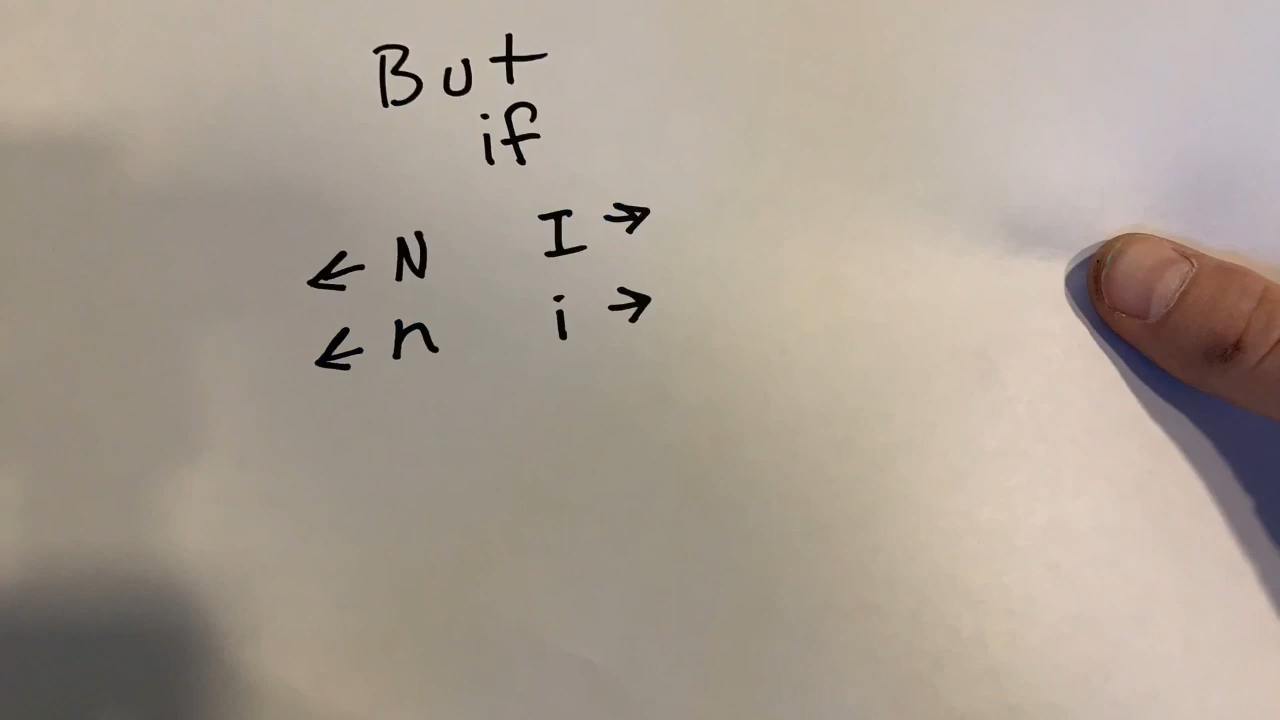 But
if
← N I →
← n i →